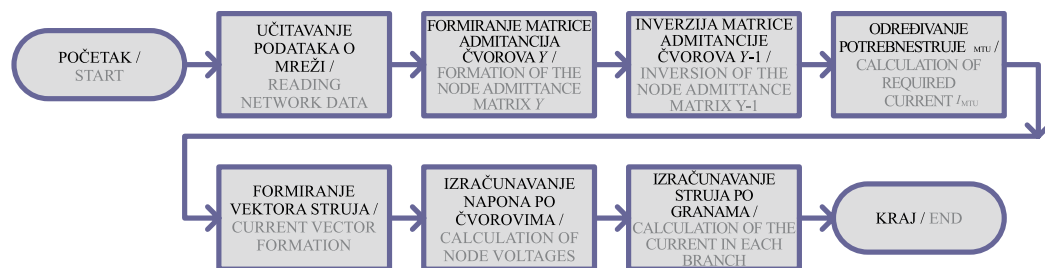 POČETAK /
START
UČITAVANJE
PODATAKA O
MREŽI /
READING
NETWORK DATA
FORMIRANJE MATRICE
ADMITANCIJA
ČVOROVA Y /
FORMATION OF THE
NODE ADMITTANCE
MATRIX Y
INVERZIJA MATRICE
ADMITANCIJE
ČVOROVA Y-1 /
INVERSION OF THE
NODE ADMITTANCE
MATRIX Y-1
ODREĐIVANJE
POTREBNESTRUJE MTU /
CALCULATION OF
REQUIRED
CURRENT IMTU
FORMIRANJE
VEKTORA STRUJA /
CURRENT VECTOR
FORMATION
IZRAČUNAVANJE
NAPONA PO
ČVOROVIMA /
CALCULATION OF
NODE VOLTAGES
IZRAČUNAVANJE
STRUJA PO
GRANAMA /
CALCULATION OF THE
CURRENT IN EACH
BRANCH
KRAJ / END